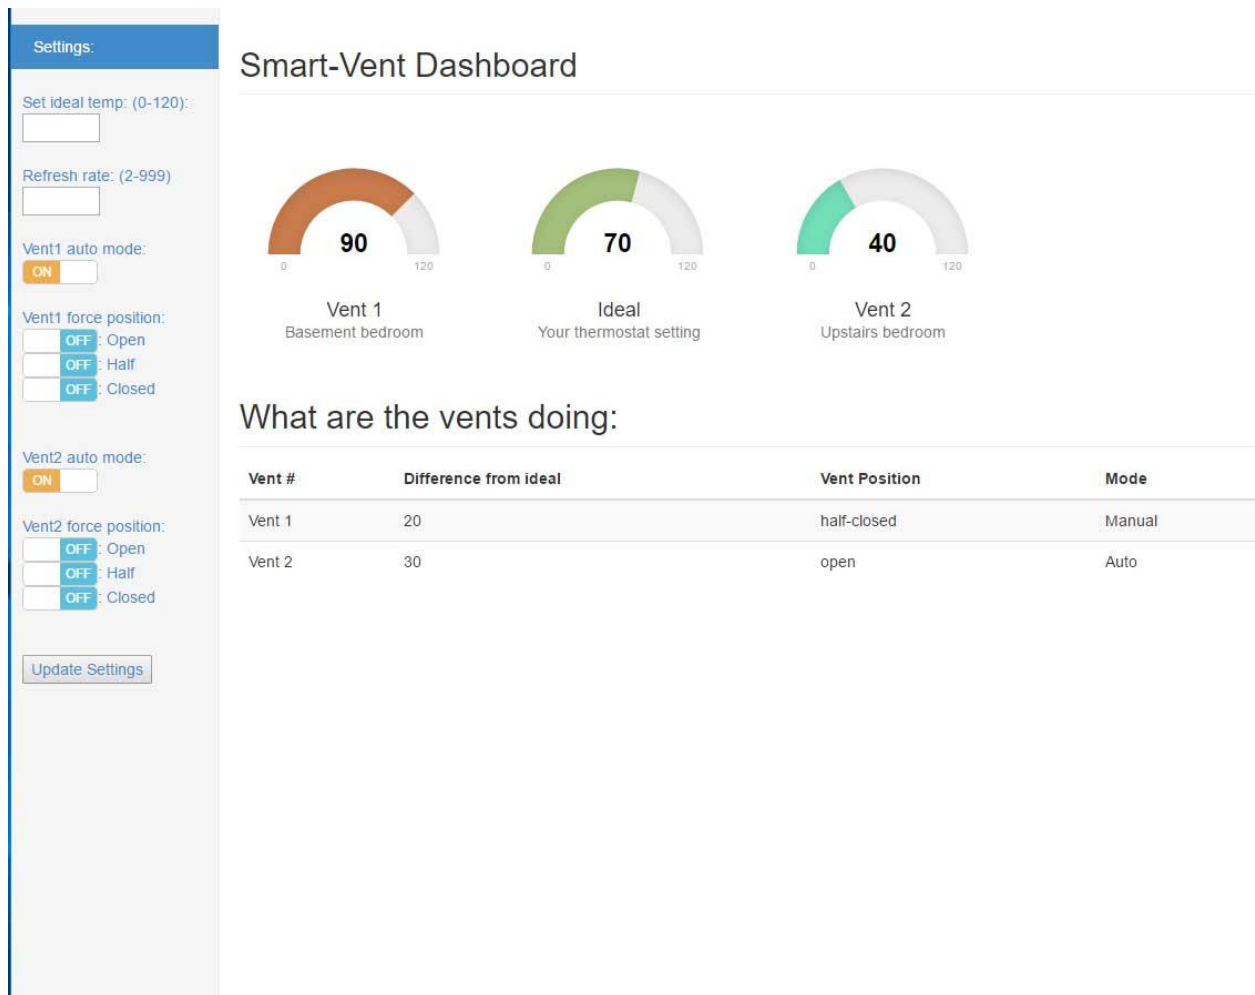 Settings:
Set ideal temp: (0-120):
Refresh rate: (2-999)
Vent1 auto mode:
ON
Vent1 force position:
OFF : Open
OFF : Half
OFF : Closed
Vent2 auto mode:
ON
Vent2 force position:
OFF : Open
OFF : Half
OFF : Closed
Update Settings
Smart-Vent Dashboard
90
0 120
Vent 1
Basement bedroom
70
0 120
Ideal
Your thermostat setting
40
0 120
Vent 2
Upstairs bedroom
What are the vents doing:
Vent # Difference from ideal Vent Position Mode
Vent 1 20 half-closed Manual
Vent 2 30 open Auto